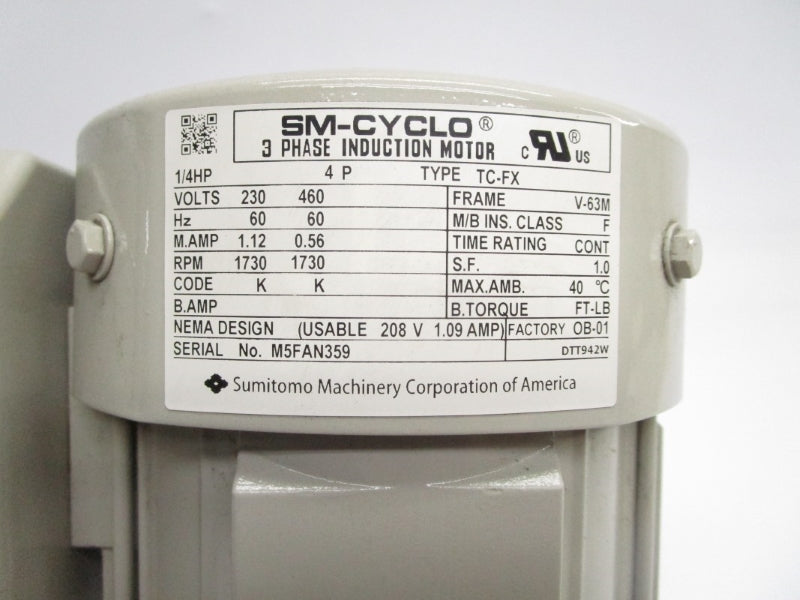 SM-CYCLO®
3 PHASE INDUCTION MOTOR
C RU® US
1/4HP 4 P TYPE TC-FX
VOLTS 230 460 FRAME V-63M
Hz 60 60 M/B INS. CLASS F
M.AMP 1.12 0.56 TIME RATING CONT
RPM 1730 1730 S.F. 1.0
CODE K K MAX.AMB. 40 ℃
B.AMP B.TORQUE FT-LB
NEMA DESIGN (USABLE 208 V 1.09 AMP) FACTORY OB-01
SERIAL No. M5FAN359 DTT942W
Sumitomo Machinery Corporation of America